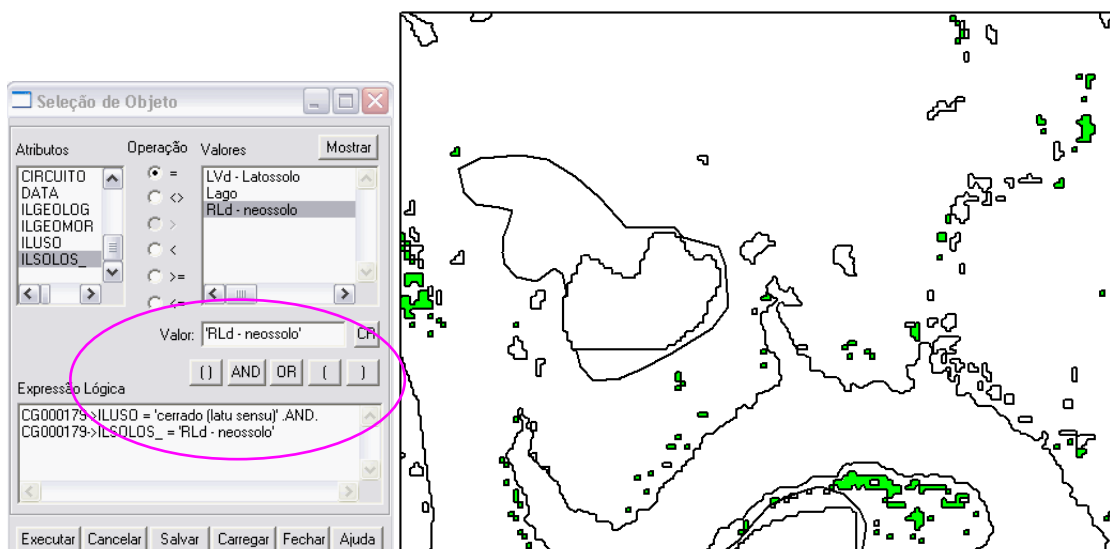 Seleção de Objeto
Atributos Operação Valores Mostrar
CIRCUITO
DATA
ILGEOLOG
ILGEOMOR
ILUSO
ILSOLOS_
=
<>
>
<
>=
<=
LVd - Latossolo
Lago
RLd - neossolo
Valor: 'RLd - neossolo' CR
() AND OR ( )
Expressão Lógica
CG000179->ILUSO = 'cerrado (latu sensu)' .AND.
CG000179->ILSOLOS_ = 'RLd - neossolo'
Executar Cancelar Salvar Carregar Fechar Ajuda